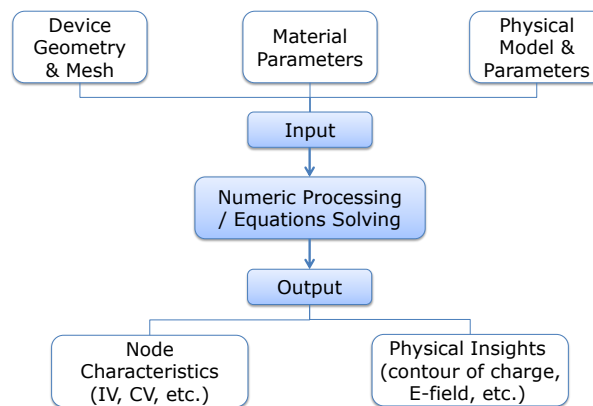 Device
Geometry
& Mesh
Material
Parameters
Physical
Model &
Parameters
Input
Numeric Processing
/ Equations Solving
Output
Node
Characteristics
(IV, CV, etc.)
Physical Insights
(contour of charge,
E-field, etc.)